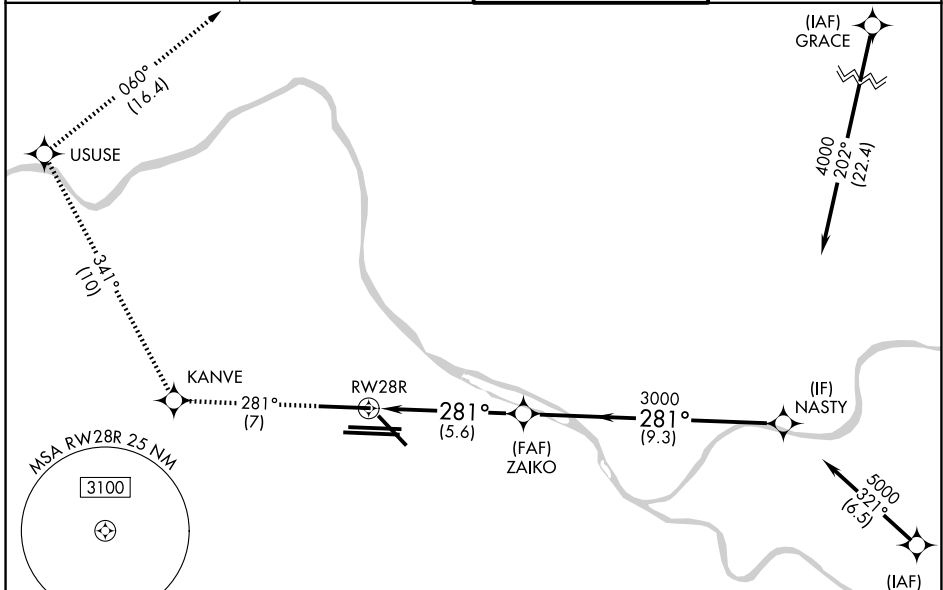 (IAF)
GRACE
4000
202°
(22.4)
060°
(16.4)
USUSE
341°
(10)
KANVE
281°
(7)
RW28R
281°
(5.6)
(FAF)
ZAIKO
3000
281°
(9.3)
(IF)
NASTY
5000
321°
(6.5)
(IAF)
MSA RW28R 25 NM
3100